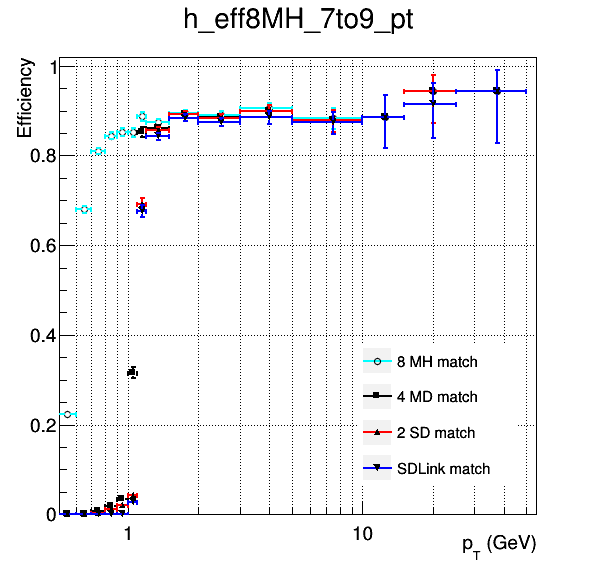 h_eff8MH_7to9_pt
Efficiency
1
0.8
0.6
0.4
0.2
0
8 MH match
4 MD match
2 SD match
SDLink match
1
10
p_T (GeV)